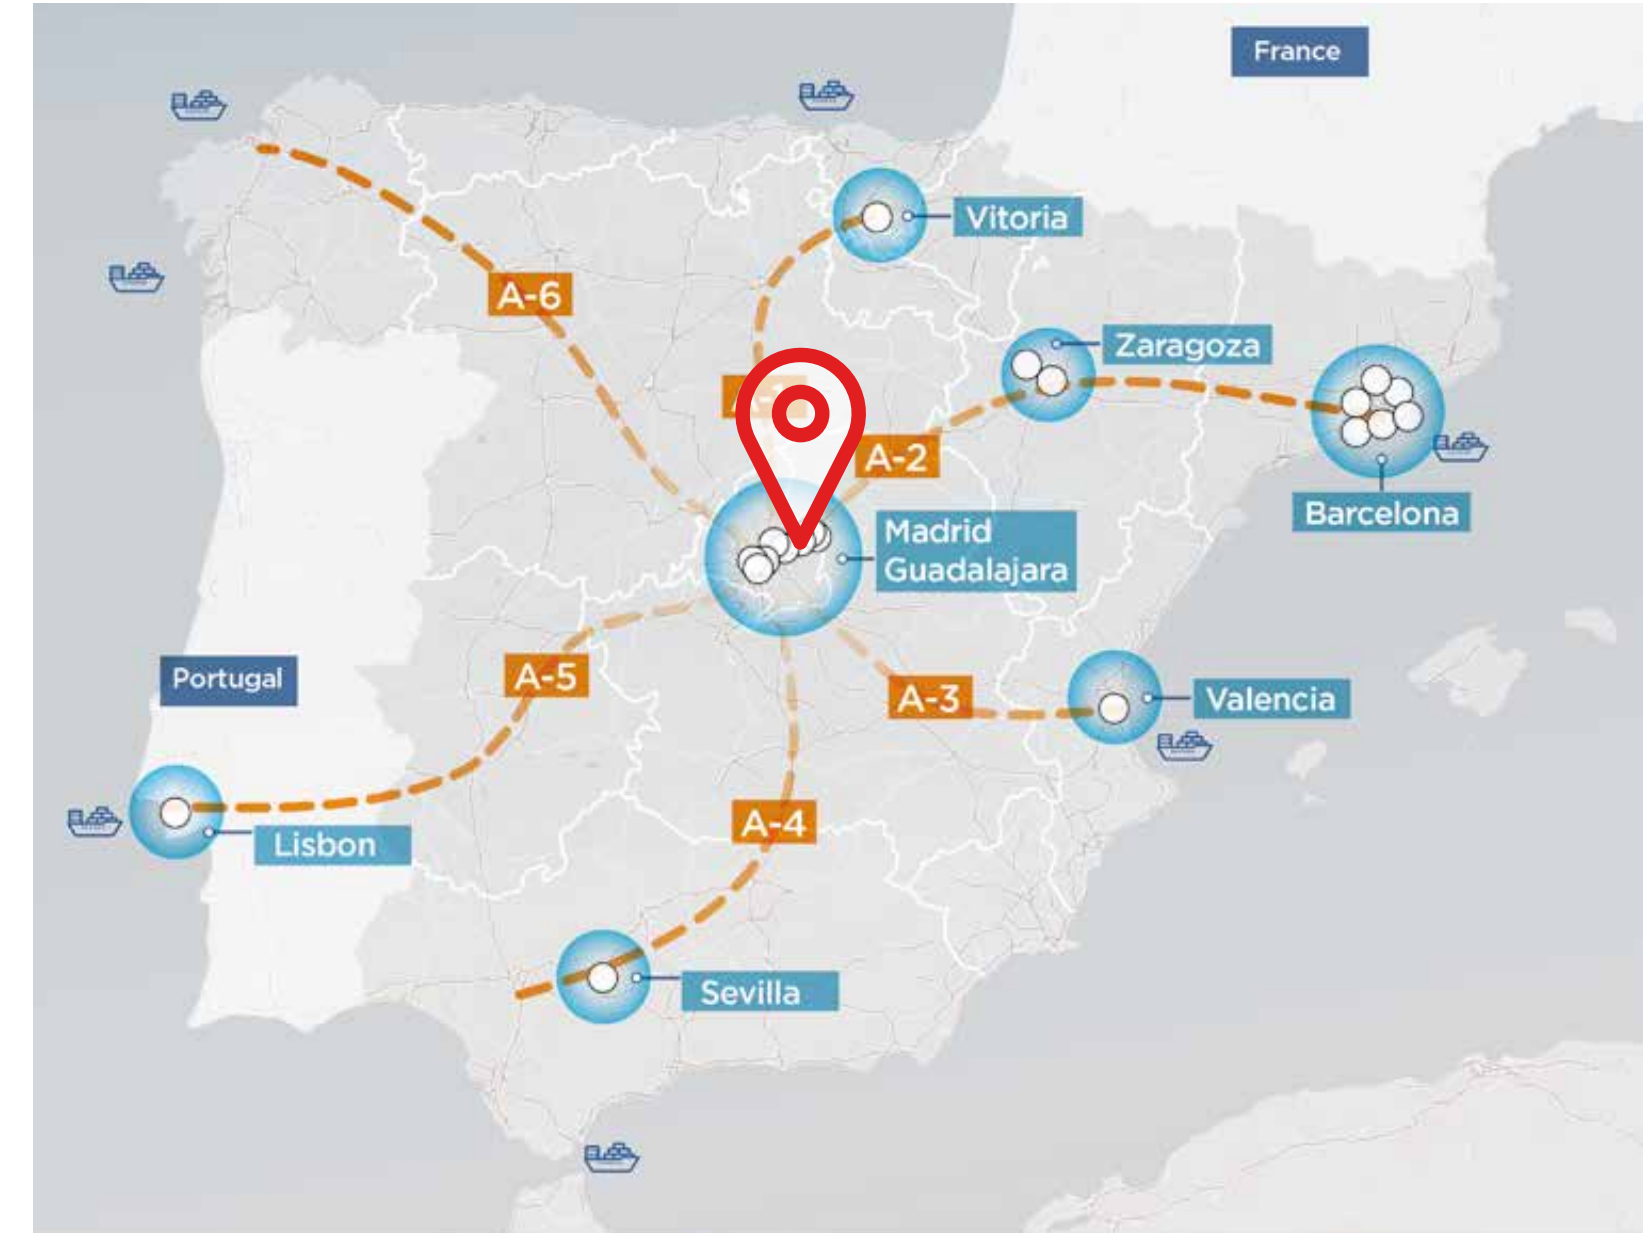 France
Vitoria
A-6
Zaragoza
A-2
Barcelona
Madrid
Guadalajara
Portugal
A-5
A-3
Valencia
A-4
Lisbon
Sevilla